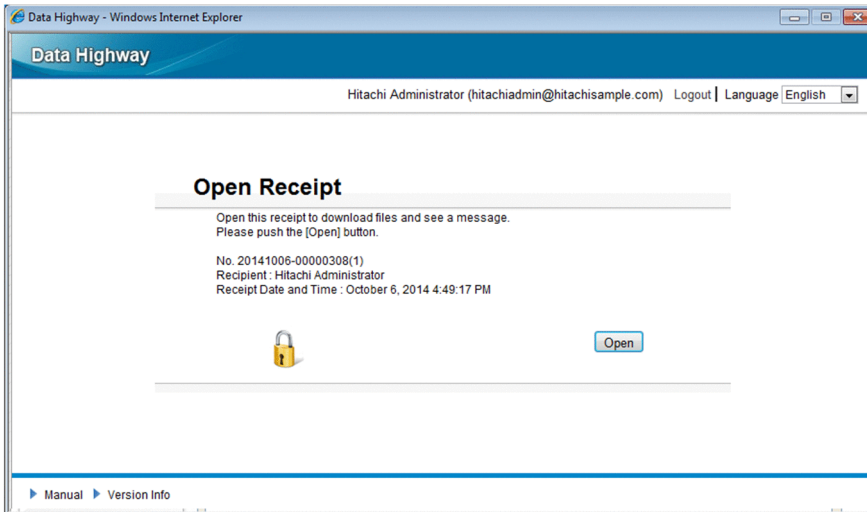 Data Highway - Windows Internet Explorer
Data Highway
Hitachi Administrator (hitachiadmin@hitachisample.com) Logout Language English
Open Receipt
Open this receipt to download files and see a message.
Please push the [Open] button.
No. 20141006-00000308(1)
Recipient : Hitachi Administrator
Receipt Date and Time : October 6, 2014 4:49:17 PM
Open
Manual Version Info